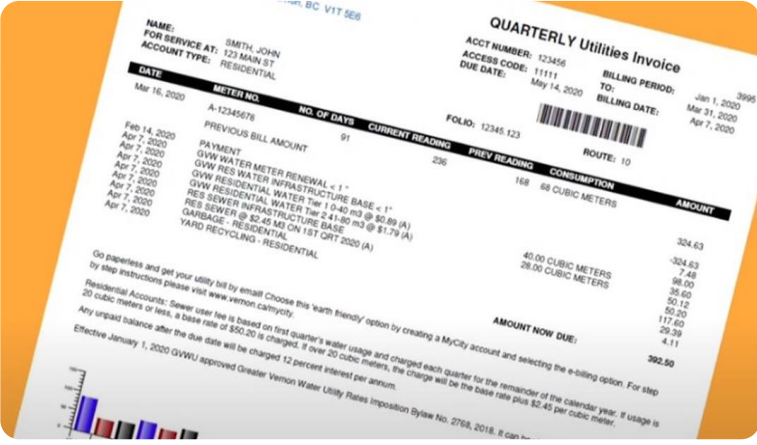 BC V1T 5E6
QUARTERLY Utilities Invoice
NAME: SMITH, JOHN
FOR SERVICE AT: 123 MAIN ST
ACCOUNT TYPE: RESIDENTIAL
ACCT NUMBER: 123456
ACCESS CODE: 11111
DUE DATE: May 14, 2020
3995
BILLING PERIOD: Jan 1, 2020
TO: Mar 31, 2020
BILLING DATE: Apr 7, 2020
FOLIO: 12345.123
ROUTE: 10
DATE METER NO. NO. OF DAYS CURRENT READING PREV READING CONSUMPTION AMOUNT
Mar 16, 2020 A-12345678 91 236 168 68 CUBIC METERS
PREVIOUS BILL AMOUNT 324.63
Feb 14, 2020 PAYMENT -324.63
Apr 7, 2020 GVW WATER METER RENEWAL < 1 " 7.48
Apr 7, 2020 GVW RES WATER INFRASTRUCTURE BASE < 1" 98.00
Apr 7, 2020 GVW RESIDENTIAL WATER Tier 1 0-40 m3 @ $0.89 (A) 40.00 CUBIC METERS 35.60
Apr 7, 2020 GVW RESIDENTIAL WATER Tier 2 41-80 m3 @ $1.79 (A) 28.00 CUBIC METERS 50.12
Apr 7, 2020 RES SEWER INFRASTRUCTURE BASE 50.20
Apr 7, 2020 RES SEWER @ $2.45 M3 ON 1ST QRT 2020 (A) 117.60
Apr 7, 2020 GARBAGE - RESIDENTIAL 29.39
Apr 7, 2020 YARD RECYCLING - RESIDENTIAL 4.11
AMOUNT NOW DUE: 392.50
Go paperless and get your utility bill by email! Choose this 'earth friendly' option by creating a MyCity account and selecting the e-billing option. For step
by step instructions please visit www.vernon.ca/mycity.
Residential Accounts: Sewer user fee is based on first quarter's water usage and charged each quarter for the remainder of the calendar year. If usage is
20 cubic meters or less, a base rate of $50.20 is charged. If over 20 cubic meters, the charge will be the base rate plus $2.45 per cubic meter.
Any unpaid balance after the due date will be charged 12 percent interest per annum.
Effective January 1, 2020 GVWU approved Greater Vernon Water Utility Rates Imposition Bylaw No. 2768, 2018. It can be